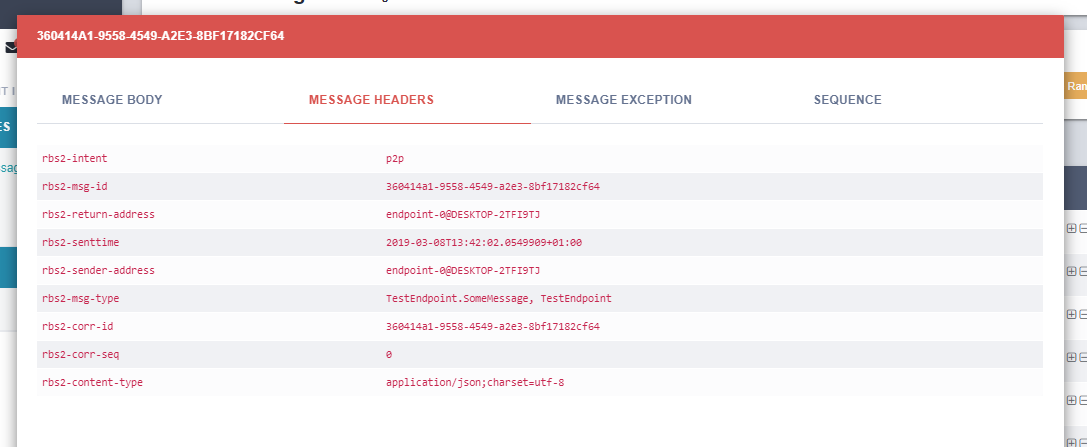 360414A1-9558-4549-A2E3-8BF17182CF64
MESSAGE BODY MESSAGE HEADERS MESSAGE EXCEPTION SEQUENCE
rbs2-intent p2p
rbs2-msg-id 360414a1-9558-4549-a2e3-8bf17182cf64
rbs2-return-address endpoint-0@DESKTOP-2TFI9TJ
rbs2-senttime 2019-03-08T13:42:02.0549909+01:00
rbs2-sender-address endpoint-0@DESKTOP-2TFI9TJ
rbs2-msg-type TestEndpoint.SomeMessage, TestEndpoint
rbs2-corr-id 360414a1-9558-4549-a2e3-8bf17182cf64
rbs2-corr-seq 0
rbs2-content-type application/json;charset=utf-8